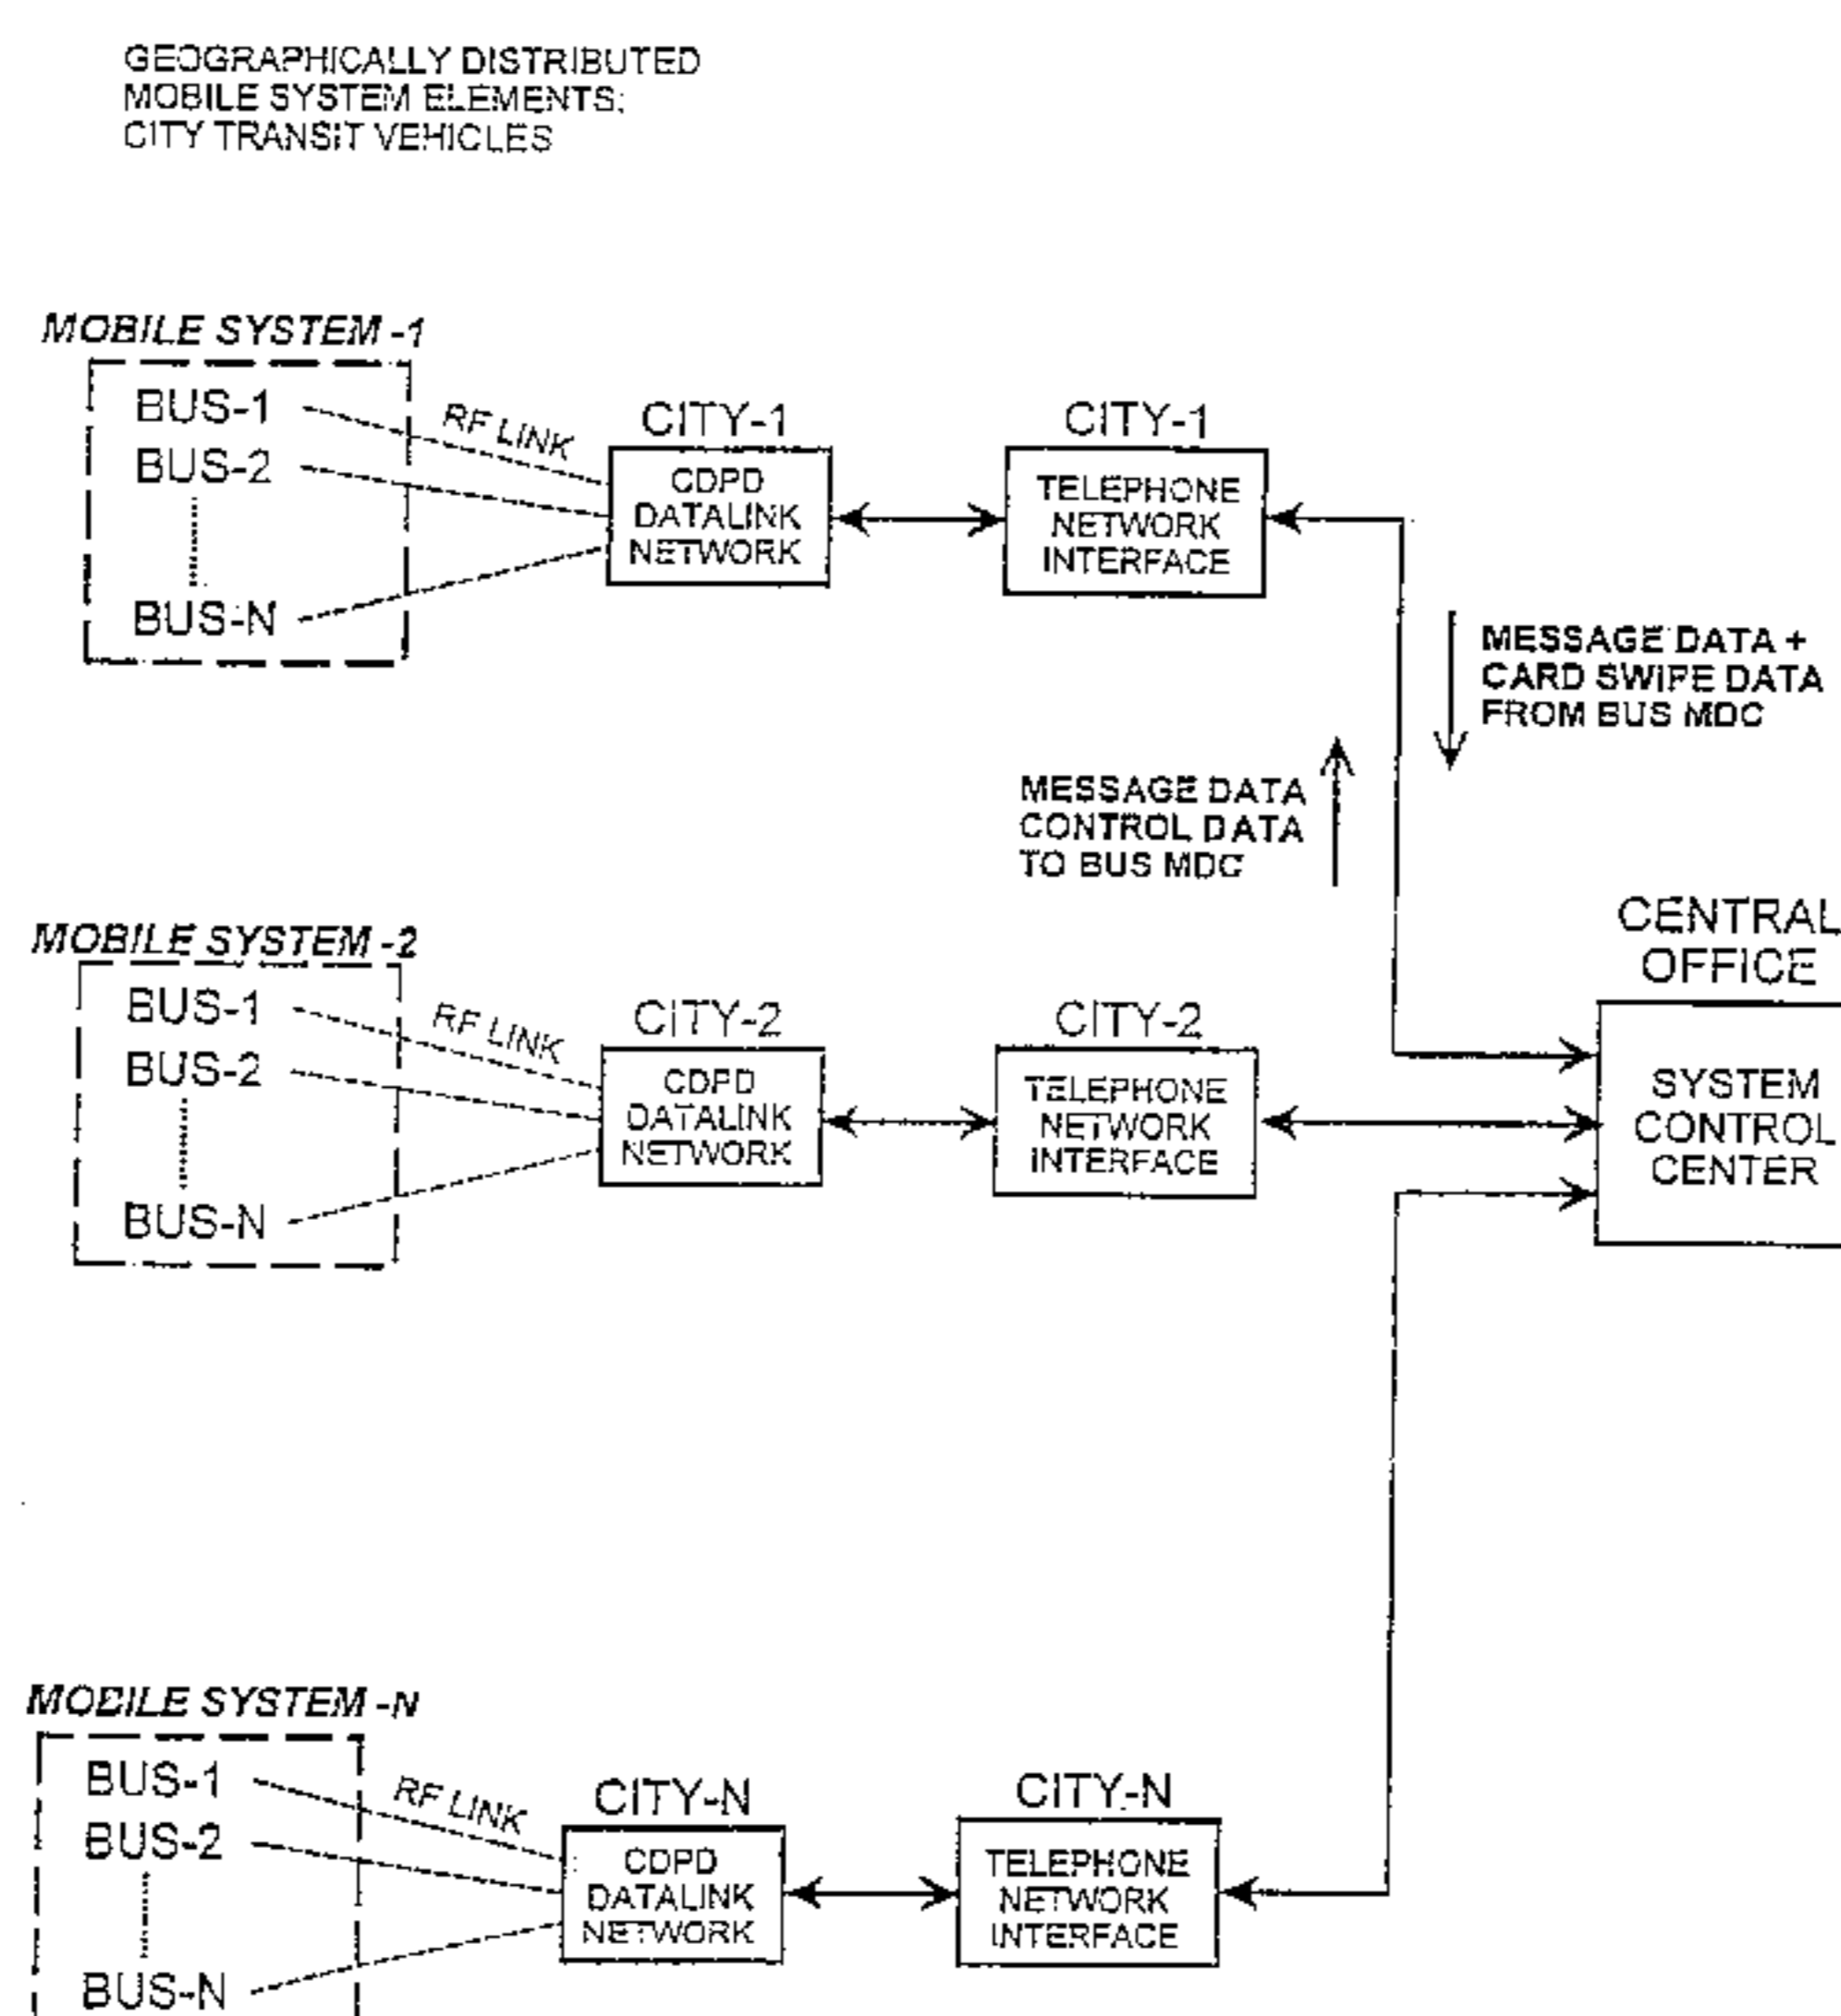 GEOGRAPHICALLY DISTRIBUTED
MOBILE SYSTEM ELEMENTS;
CITY TRANSIT VEHICLES
MOBILE SYSTEM -1
BUS-1
BUS-2
BUS-N
RF LINK
CITY-1
CDPD
DATALINK
NETWORK
CITY-1
TELEPHONE
NETWORK
INTERFACE
MESSAGE DATA +
CARD SWIPE DATA
FROM BUS MDC
MESSAGE DATA
CONTROL DATA
TO BUS MDC
MOBILE SYSTEM -2
BUS-1
BUS-2
BUS-N
RF LINK
CITY-2
CDPD
DATALINK
NETWORK
CITY-2
TELEPHONE
NETWORK
INTERFACE
CENTRAL
OFFICE
SYSTEM
CONTROL
CENTER
MOBILE SYSTEM -N
BUS-1
BUS-2
BUS-N
RF LINK
CITY-N
CDPD
DATALINK
NETWORK
CITY-N
TELEPHONE
NETWORK
INTERFACE